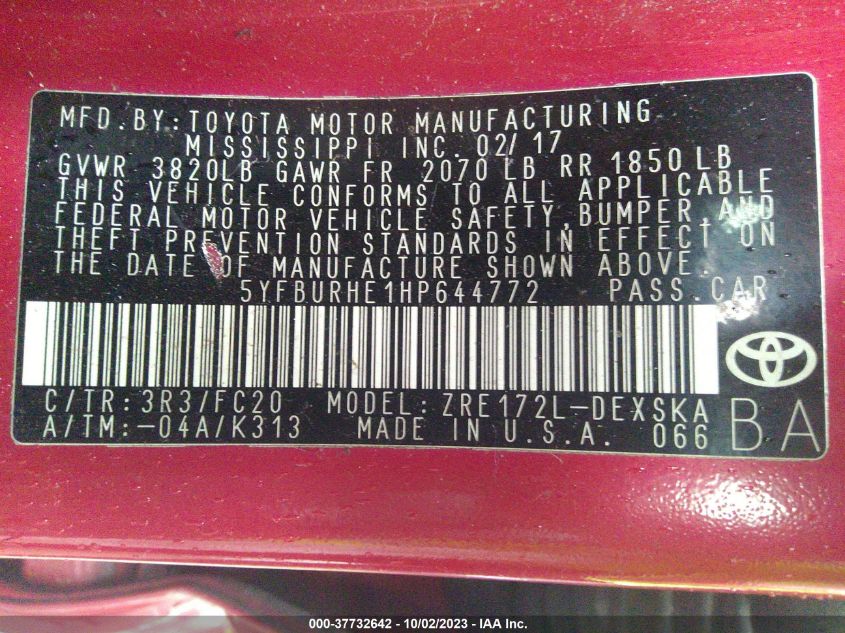 MFD.BY:TOYOTA MOTOR MANUFACTURING
MISSISSIPPI INC. 02/17
GVWR 3820LB GAWR FR 2070 LB RR 1850 LB
THIS VEHICLE CONFORMS TO ALL APPLICABLE
FEDERAL MOTOR VEHICLE SAFETY,BUMPER,AND
THEFT PREVENTION STANDARDS IN EFFECT ON
THE DATE OF MANUFACTURE SHOWN ABOVE.
5YFBURHE1HP644772 PASS.CAR
C/TR:3R3/FC20 MODEL:ZRE172L-DEXSKA
A/TM:-04A/K313 MADE IN U.S.A. 066 BA
000-37732642 - 10/02/2023 - IAA Inc.